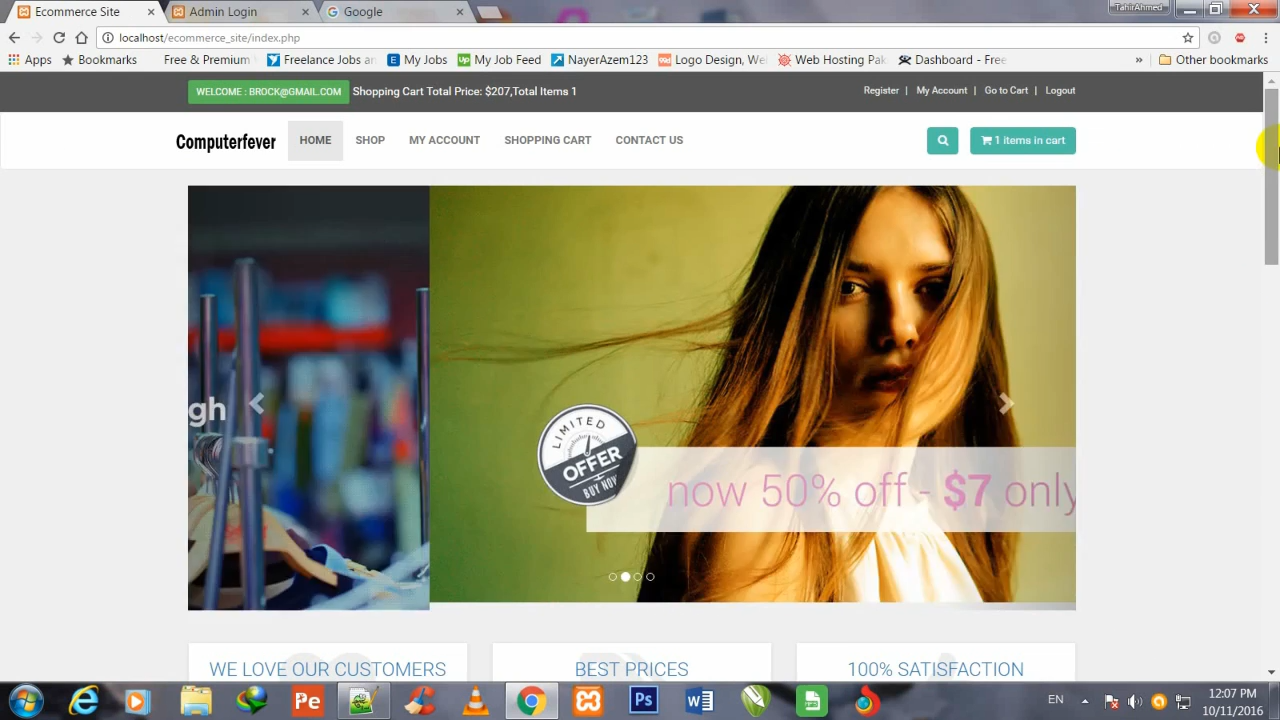 Ecommerce Site
Admin Login
Google
TahirAhmed
localhost/ecommerce_site/index.php
Apps
Bookmarks
Free & Premium
Freelance Jobs an
My Jobs
My Job Feed
NayerAzem123
Logo Design, We
Web Hosting Pak
Dashboard - Free
»
Other bookmarks
WELCOME : BROCK@GMAIL.COM
Shopping Cart Total Price: $207,Total Items 1
Register |
My Account |
Go to Cart |
Logout
Computerfever
HOME
SHOP
MY ACCOUNT
SHOPPING CART
CONTACT US
1 items in cart
gh
LIMITED
OFFER
BUY NOW
now 50% off - $7 only
WE LOVE OUR CUSTOMERS
BEST PRICES
100% SATISFACTION
Pe
Ps
EN
12:07 PM
10/11/2016